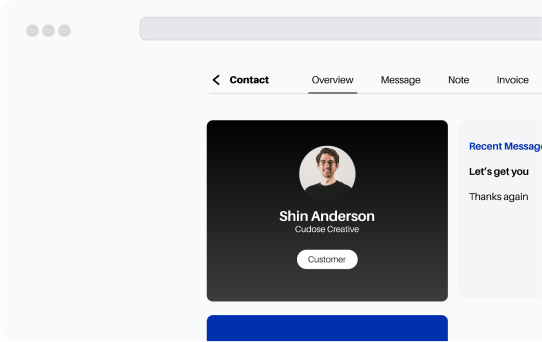 Contact
Overview
Message
Note
Invoice
Shin Anderson
Cudose Creative
Customer
Recent Message
Let's get you
Thanks again